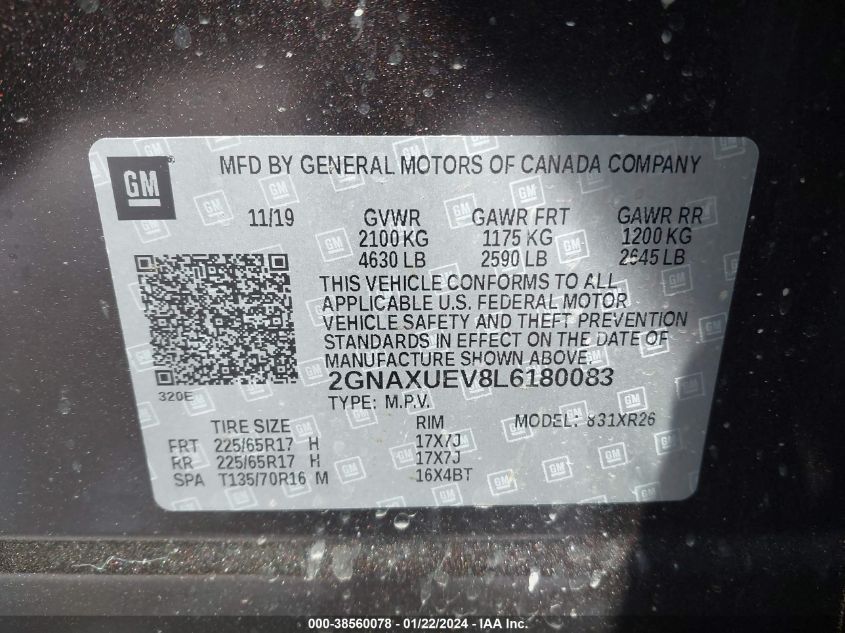 GM
MFD BY GENERAL MOTORS OF CANADA COMPANY
11/19 GVWR GAWR FRT GAWR RR
2100 KG 1175 KG 1200 KG
4630 LB 2590 LB 2645 LB
THIS VEHICLE CONFORMS TO ALL
APPLICABLE U.S. FEDERAL MOTOR
VEHICLE SAFETY AND THEFT PREVENTION
STANDARDS IN EFFECT ON THE DATE OF
MANUFACTURE SHOWN ABOVE.
2GNAXUEV8L6180083
320E
TYPE: M.P.V.
TIRE SIZE RIM MODEL: 831XR26
FRT 225/65R17 H 17X7J
RR 225/65R17 H 17X7J
SPA T135/70R16 M 16X4BT
000-38560078 - 01/22/2024 - IAA, Inc.